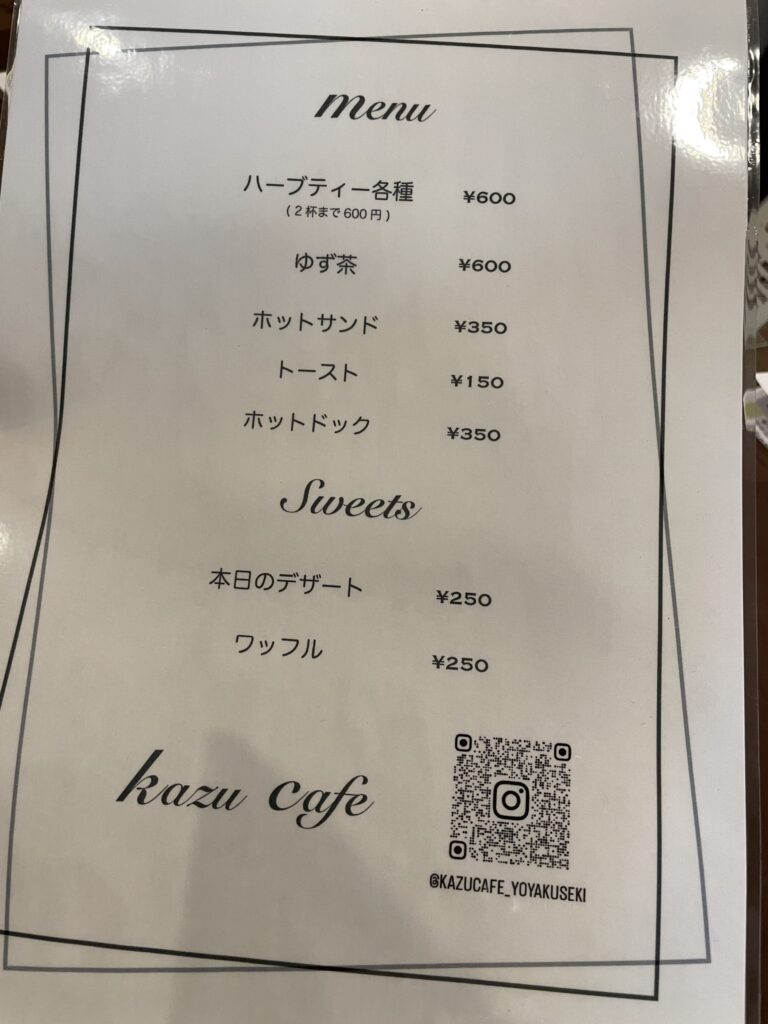 menu
ハーブティー各種 ¥600
(2杯まで600円)
ゆず茶 ¥600
ホットサンド ¥350
トースト ¥150
ホットドック ¥350
Sweets
本日のデザート ¥250
ワッフル ¥250
kazu cafe
@KAZUCAFE_YOYAKUSEKI